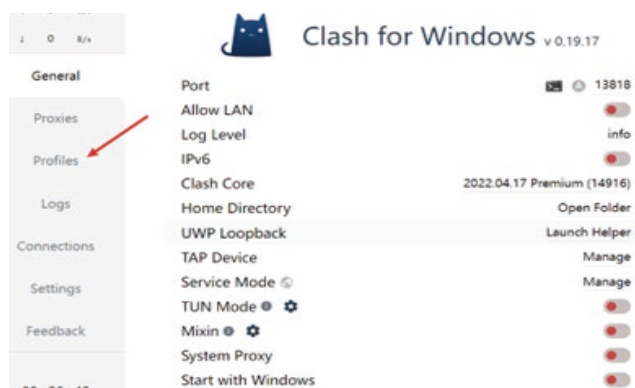 ↓ 0 B/s
General
Proxies
Profiles
Logs
Connections
Settings
Feedback
Clash for Windows v 0.19.17
Port 13818
Allow LAN
Log Level info
IPv6
Clash Core 2022.04.17 Premium (14916)
Home Directory Open Folder
UWP Loopback Launch Helper
TAP Device Manage
Service Mode Manage
TUN Mode
Mixin
System Proxy
Start with Windows